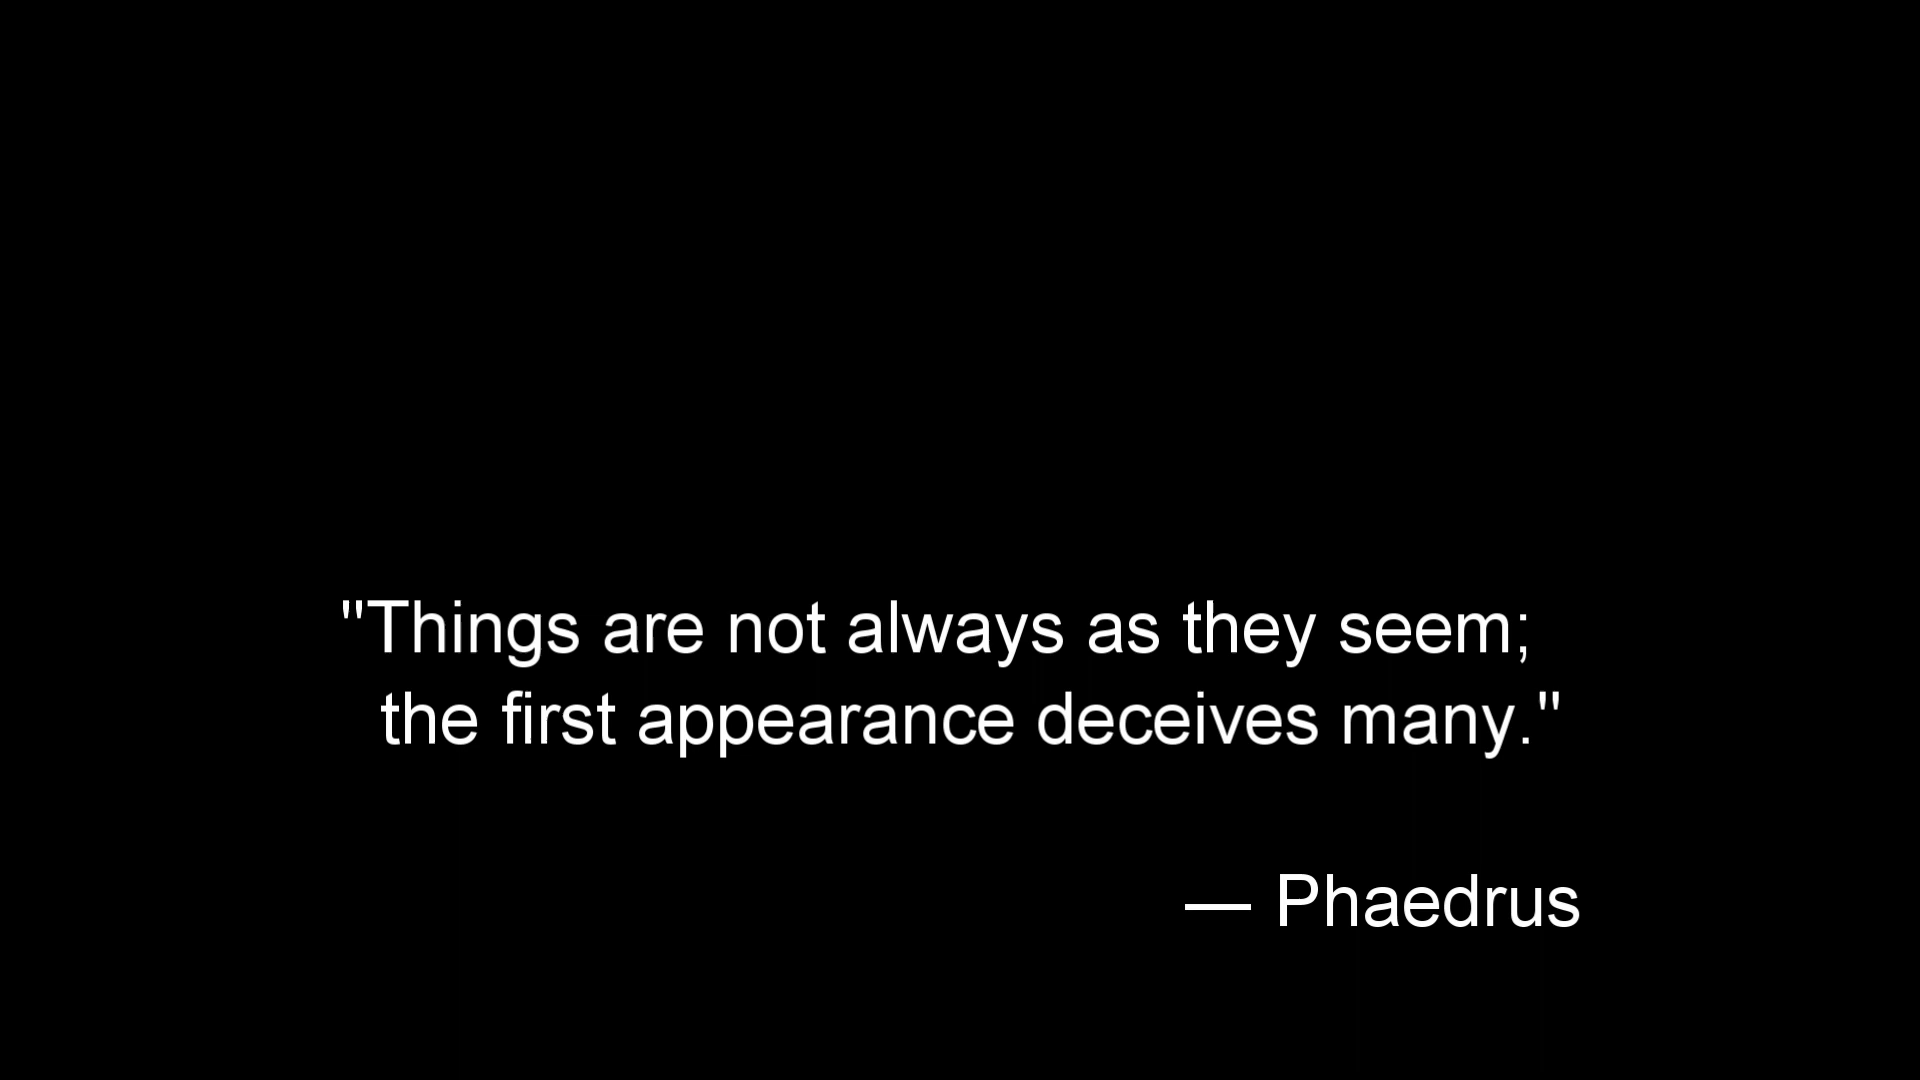 "Things are not always as they seem;
the first appearance deceives many."
— Phaedrus